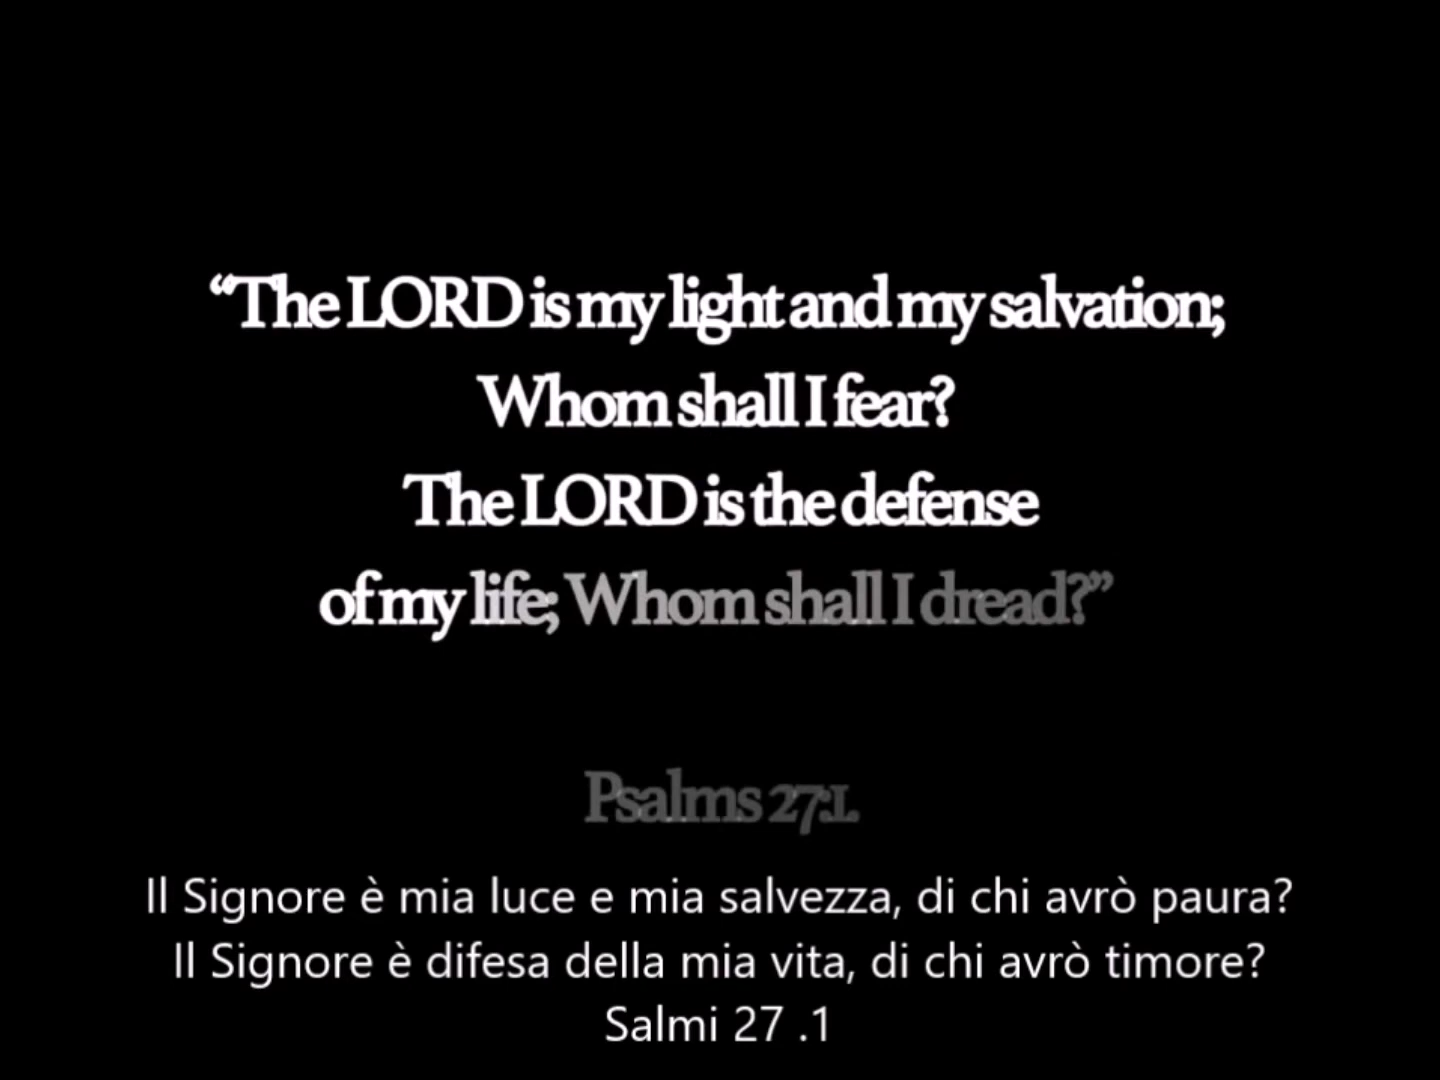 “The LORD is my light and my salvation;
Whom shall I fear?
The LORD is the defense
of my life; Whom shall I dread?”
Psalms 27:1.
Il Signore è mia luce e mia salvezza, di chi avrò paura?
Il Signore è difesa della mia vita, di chi avrò timore?
Salmi 27 .1